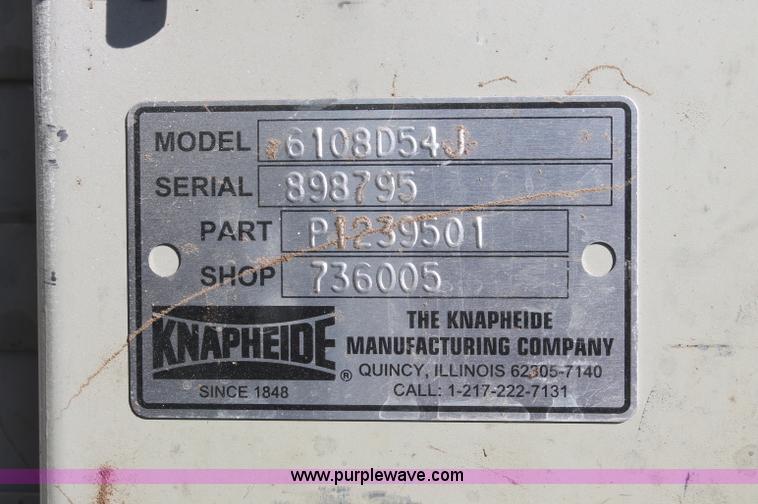 MODEL 6108D54J
SERIAL 898795
PART P1239501
SHOP 736005
KNAPHEIDE ®
SINCE 1848
THE KNAPHEIDE
MANUFACTURING COMPANY
QUINCY, ILLINOIS 62305-7140
CALL: 1-217-222-7131
www.purplewave.com